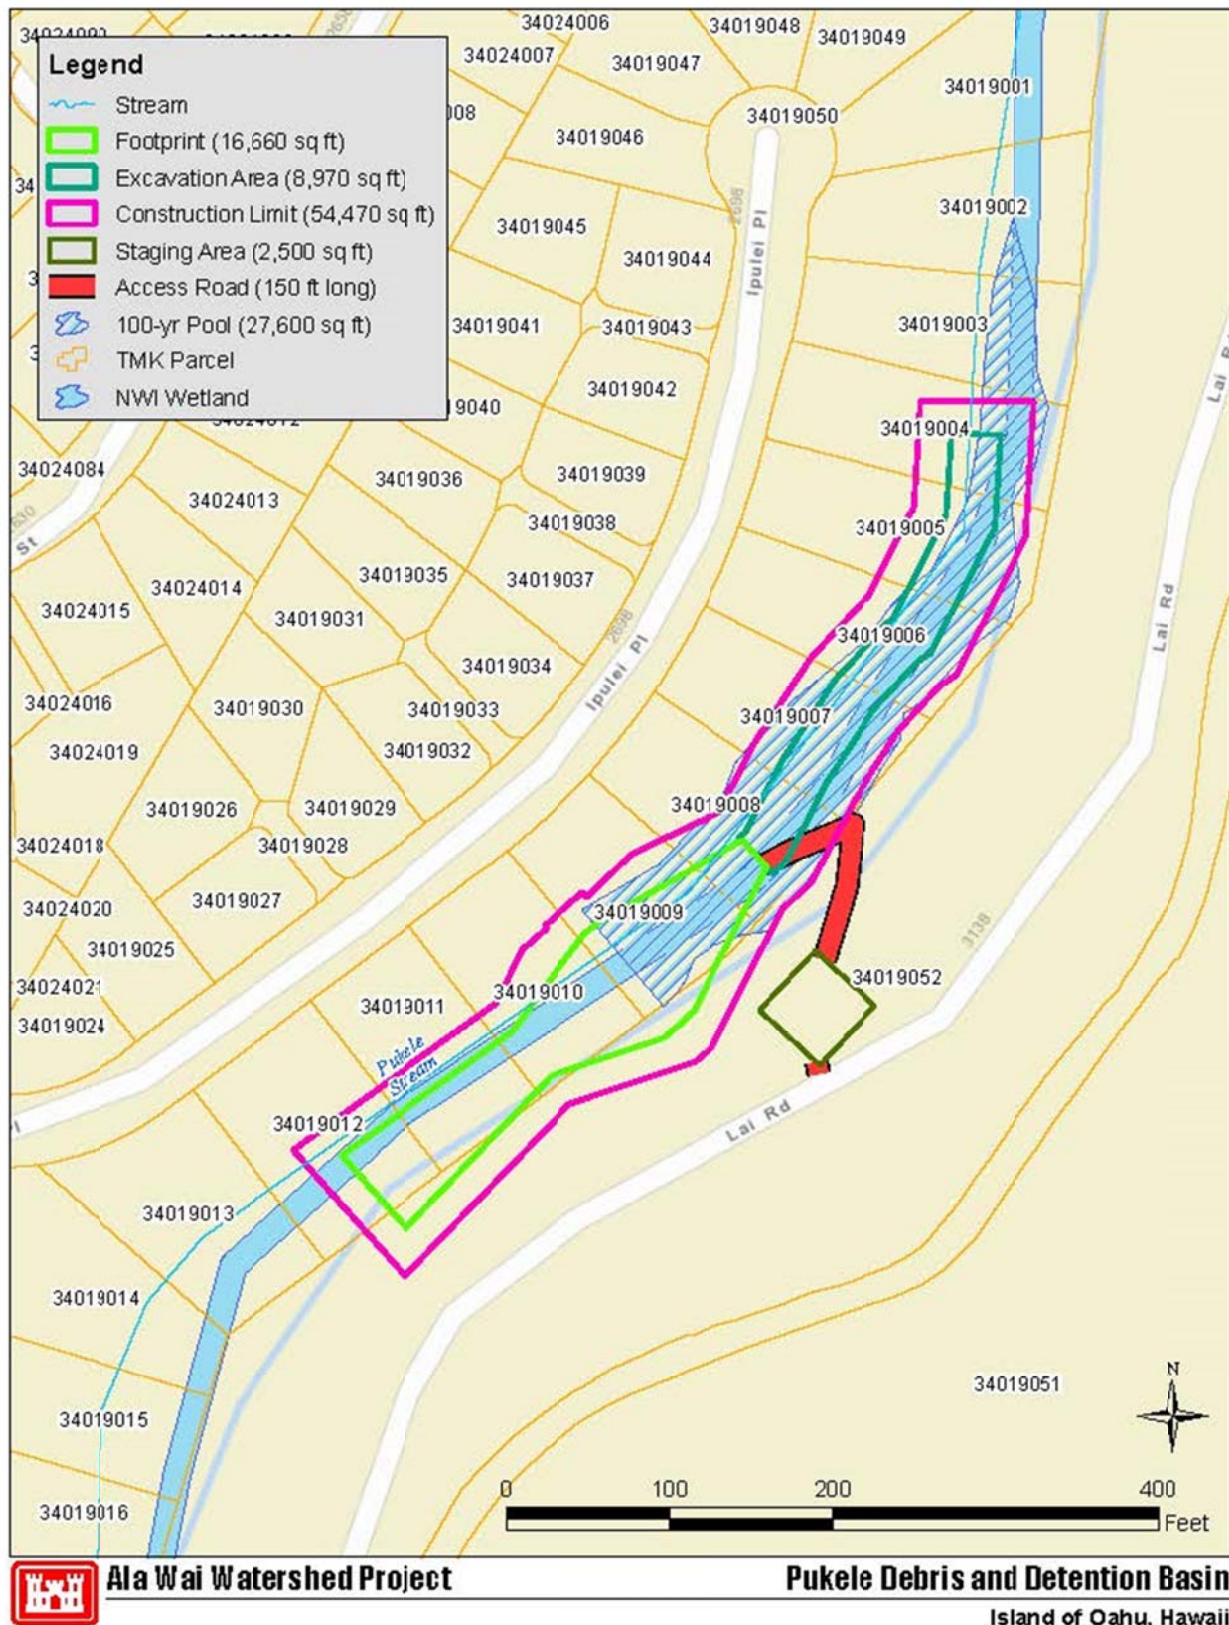 34024006
34019048
34019049
34024007
34019047
Legend
34019001
Stream
34019050
Footprint (16,660 sq ft)
34019046
Excavation Area (8,970 sq ft)
34019002
Construction Limit (54,470 sq ft)
34019045
2698
Staging Area (2,500 sq ft)
34019044
Ipulei Pl
Access Road (150 ft long)
100-yr Pool (27,600 sq ft)
34019041
34019043
34019003
TMK Parcel
34019042
NWI Wetland
34019004
34024084
34019036
34019039
34024013
34019038
34019005
St
34019035
34019037
34024014
34024015
34019031
Lai Rd
34019006
2698
34019034
Ipulei Pl
34024016
34019030
34019033
34019007
34024019
34019032
34019026
34019029
34019008
34024018
34019028
34019027
34024020
34019009
3138
34019025
34019052
34024021
34019010
34019011
34019024
Pukele
Stream
34019012
Lai Rd
34019013
34019014
34019051
N
34019015
0 100 200 400
34019016
Feet
Ala Wai Watershed Project
Pukele Debris and Detention Basin
Island of Oahu, Hawaii